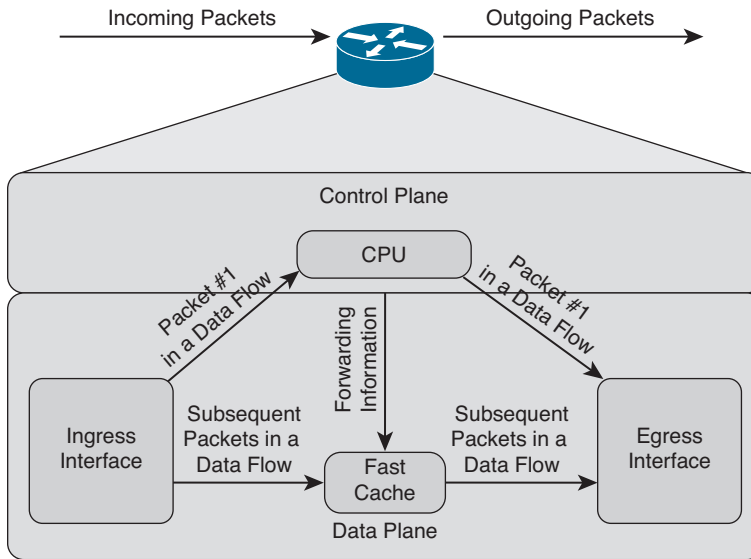 Incoming Packets
Outgoing Packets
Control Plane
CPU
Packet #1
in a Data Flow
Packet #1
in a Data Flow
Forwarding
Information
Ingress
Interface
Subsequent
Packets in a
Data Flow
Fast
Cache
Subsequent
Packets in a
Data Flow
Egress
Interface
Data Plane